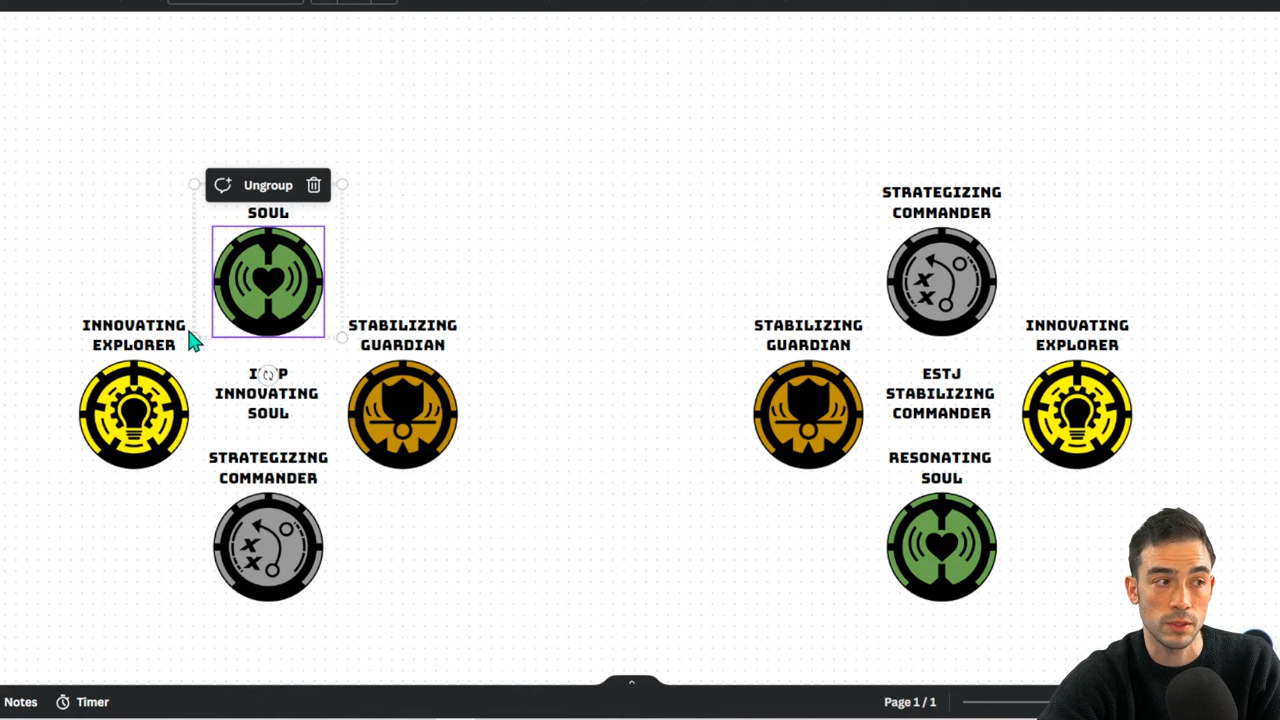 Ungroup
SOUL
INNOVATING
EXPLORER
STABILIZING
GUARDIAN
INNOVATING
SOUL
STRATEGIZING
COMMANDER
STRATEGIZING
COMMANDER
STABILIZING
GUARDIAN
INNOVATING
EXPLORER
ESTJ
STABILIZING
COMMANDER
RESONATING
SOUL
Notes
Timer
Page 1 / 1